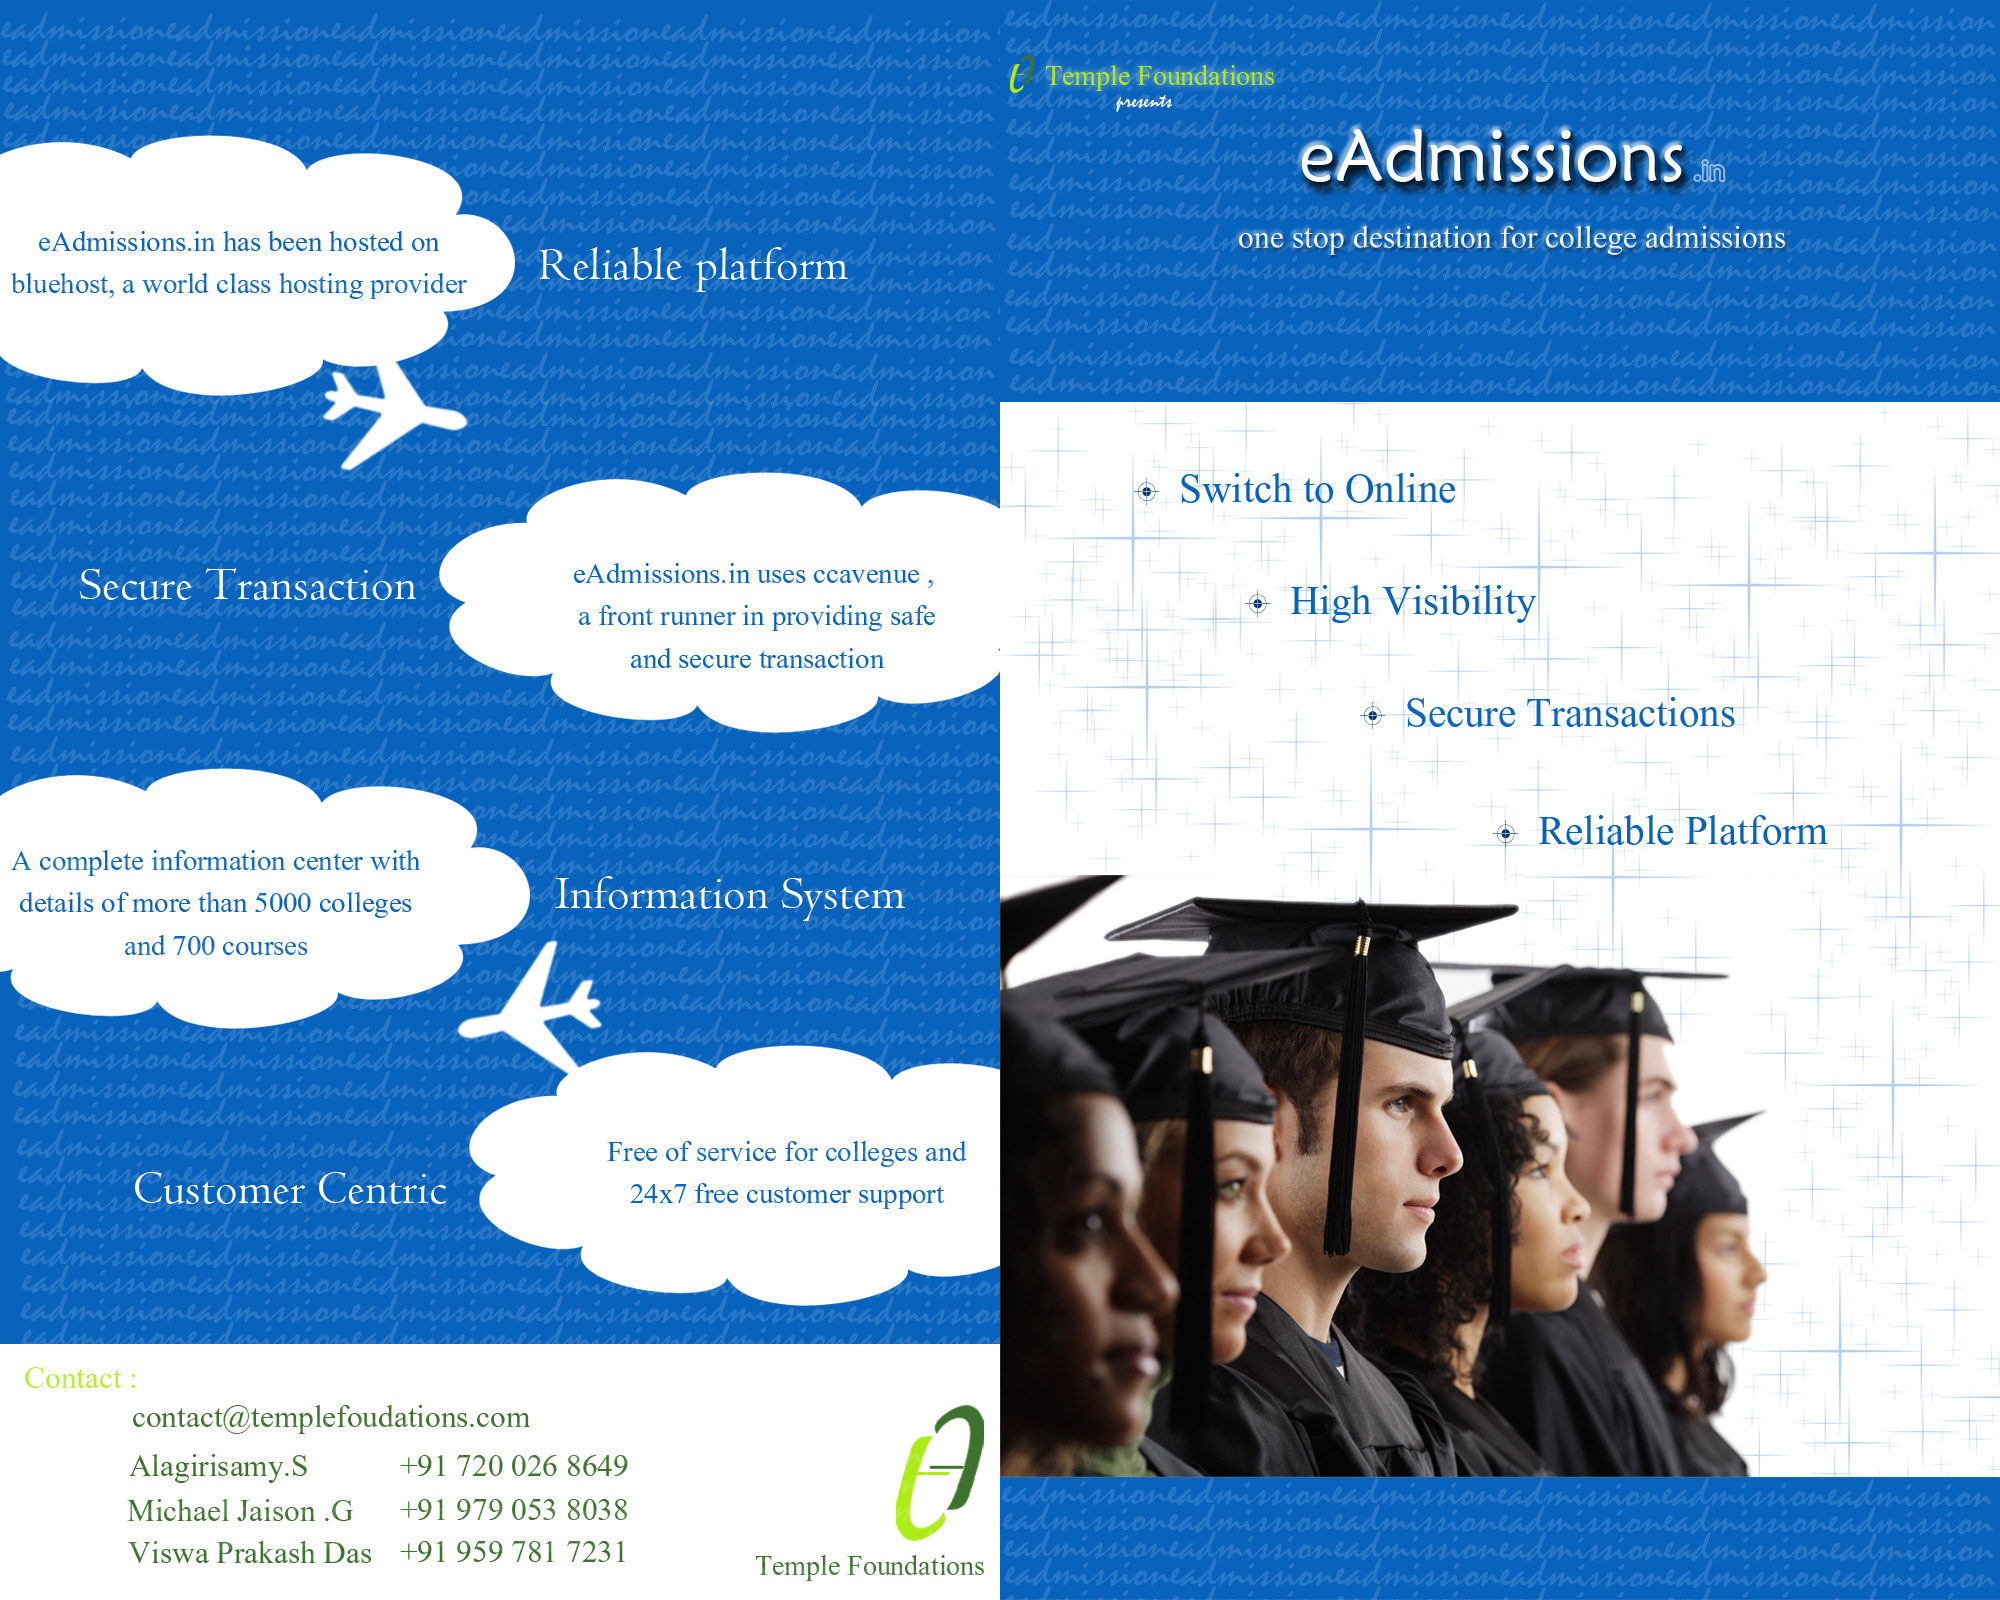 eAdmissions.in has been hosted on
bluehost, a world class hosting provider
Reliable platform
Secure Transaction
eAdmissions.in uses ccavenue ,
a front runner in providing safe
and secure transaction
A complete information center with
details of more than 5000 colleges
and 700 courses
Information System
Customer Centric
Free of service for colleges and
24x7 free customer support
Contact :
contact@templefoudations.com
Alagirisamy.S +91 720 026 8649
Michael Jaison .G +91 979 053 8038
Viswa Prakash Das +91 959 781 7231
Temple Foundations
Temple Foundations
presents
eAdmissions.in
one stop destination for college admissions
Switch to Online
High Visibility
Secure Transactions
Reliable Platform